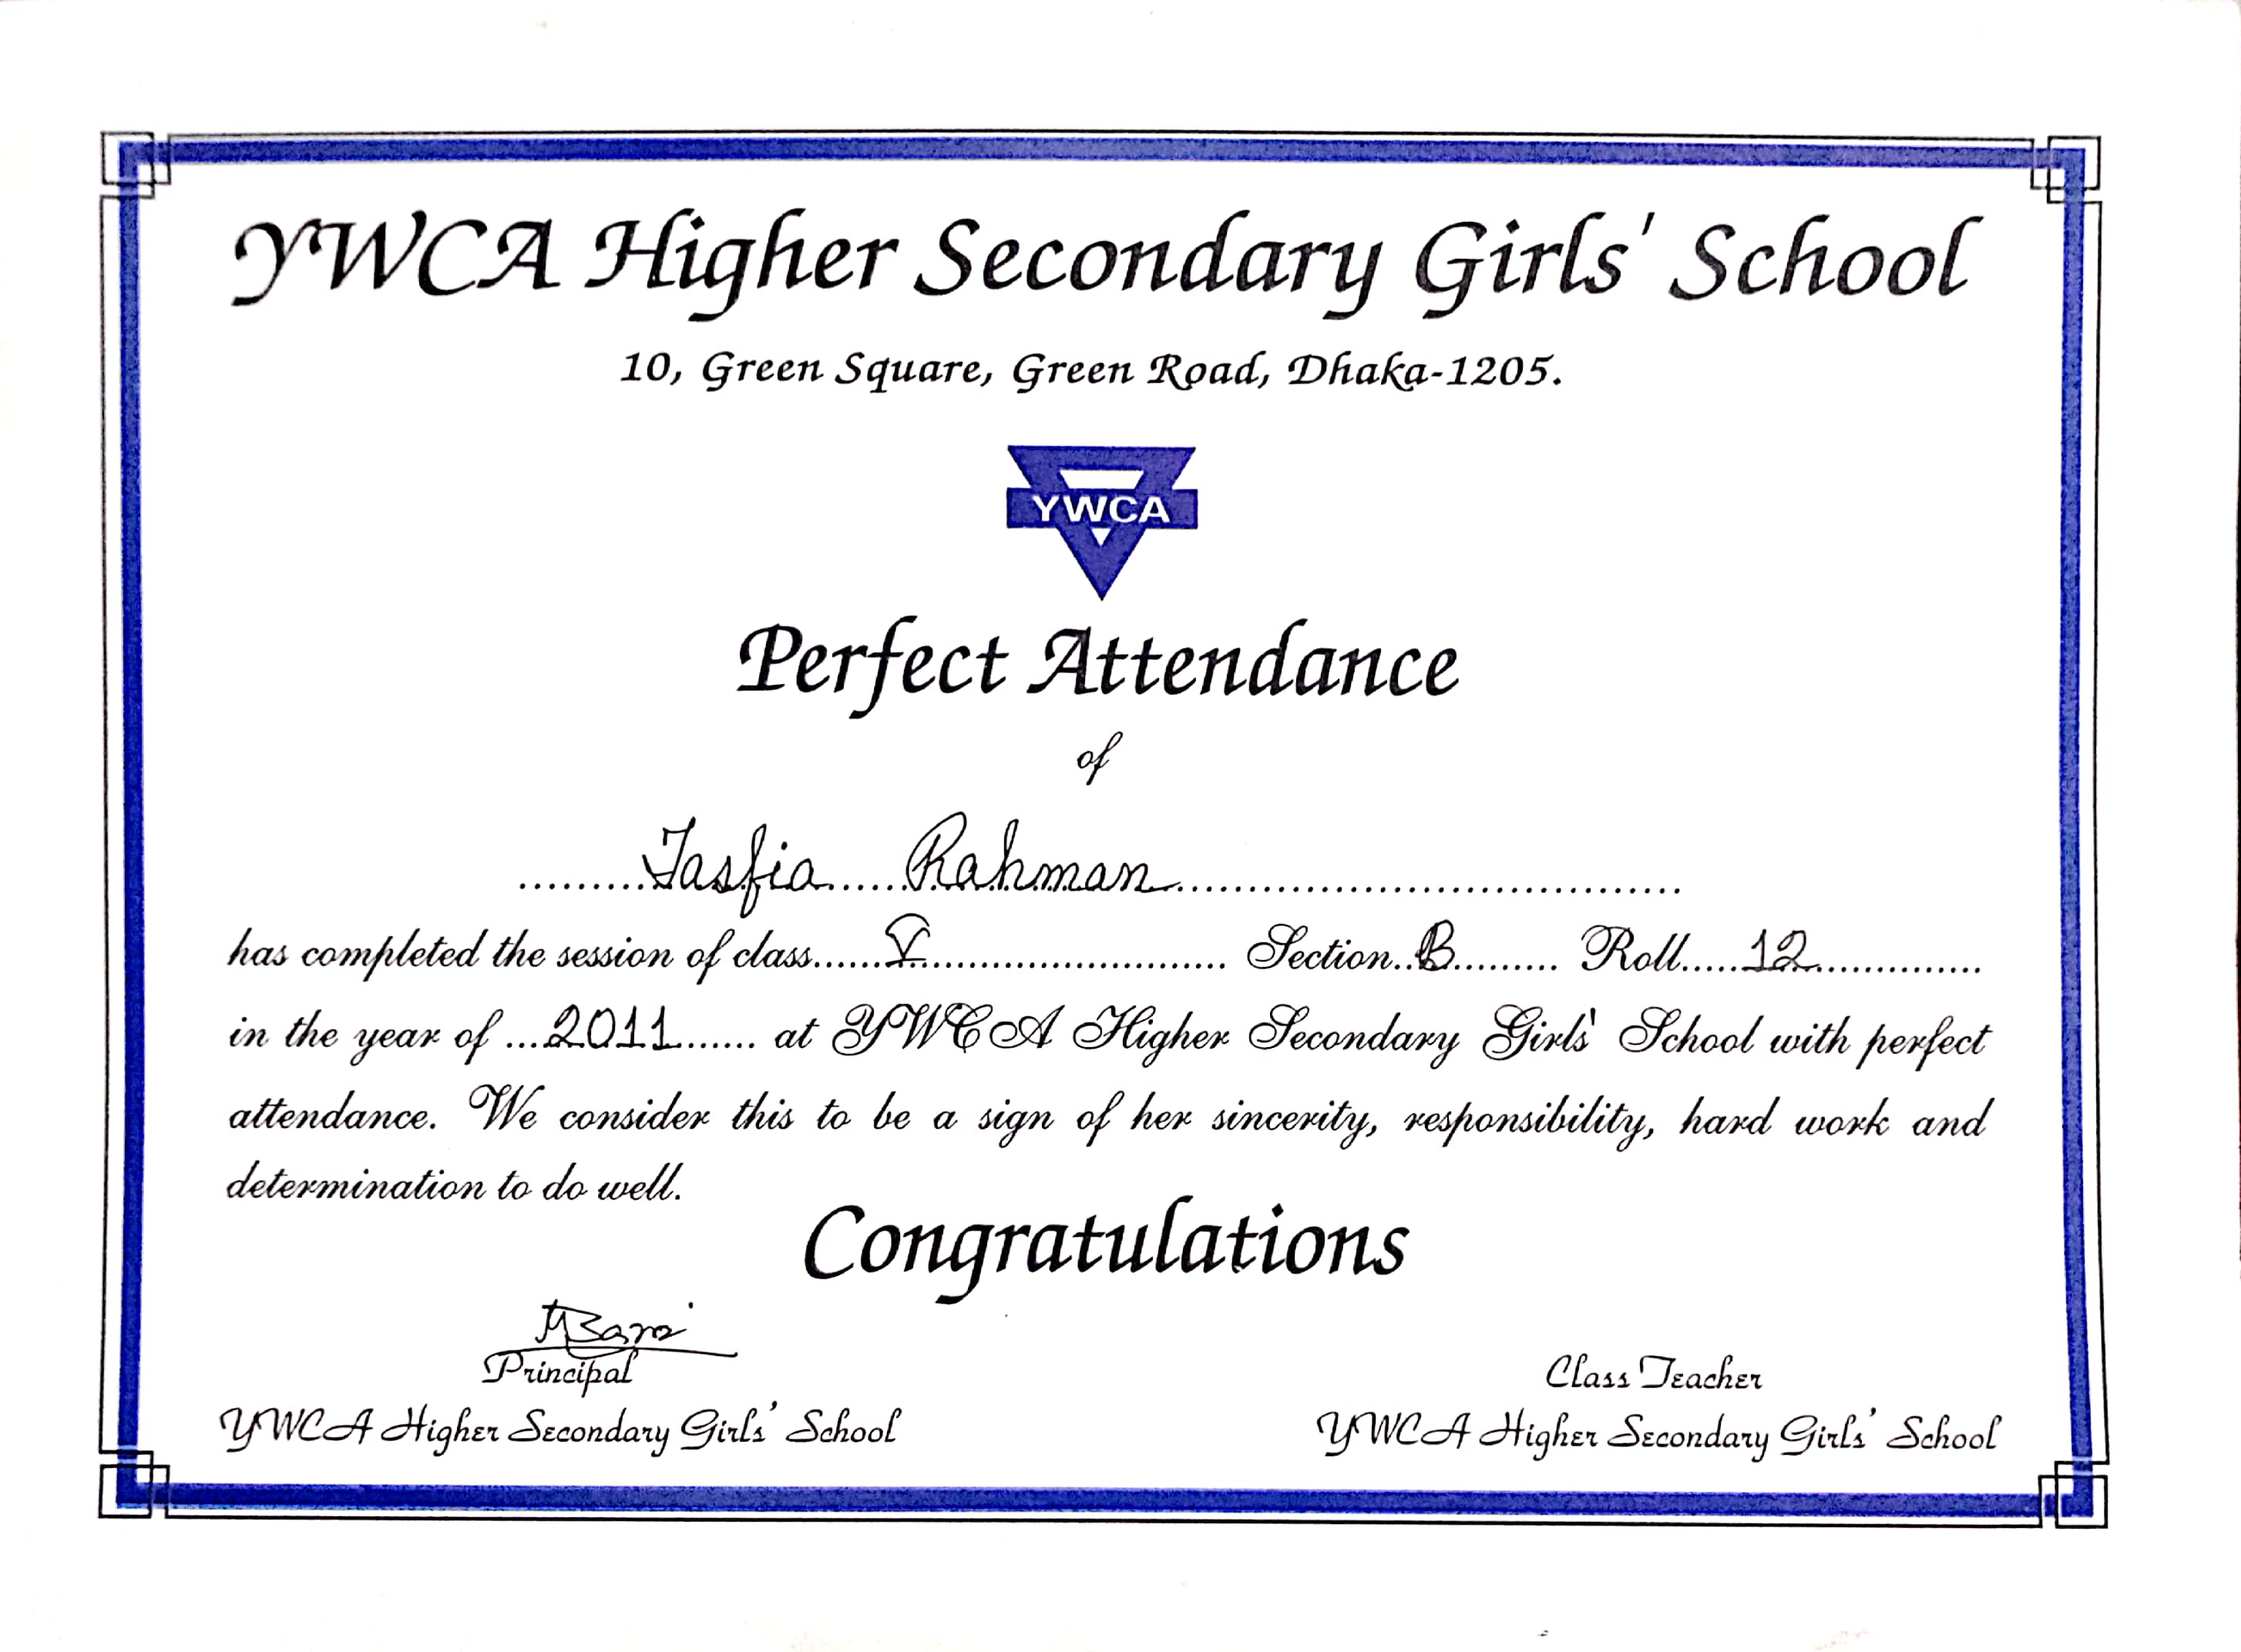 YWCA Higher Secondary Girls' School
10, Green Square, Green Road, Dhaka-1205.
YWCA
Perfect Attendance
of
..........Tasfia......Rahman......................................
has completed the session of class.......V............................. Section..B.......... Roll......12................
in the year of ...2011....... at YWCA Higher Secondary Girls' School with perfect
attendance. We consider this to be a sign of her sincerity, responsibility, hard work and
determination to do well.
Congratulations
Principal
YWCA Higher Secondary Girls' School
Class Teacher
YWCA Higher Secondary Girls' School